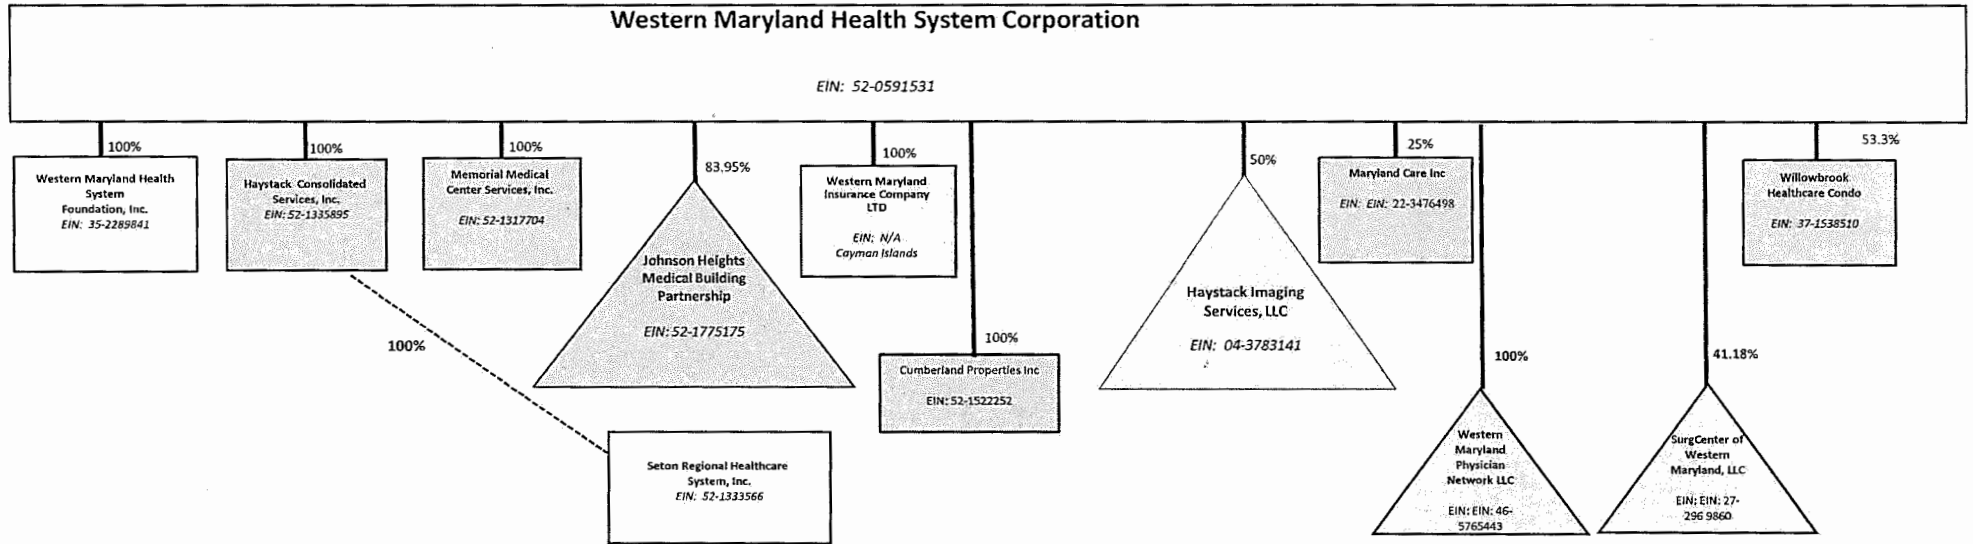 Western Maryland Health System Corporation
EIN: 52-0591531
100%
Western Maryland Health
System
Foundation, Inc.
EIN: 35-2289841
100%
Haystack Consolidated
Services, Inc.
EIN: 52-1335895
100%
Memorial Medical
Center Services, Inc.
EIN: 52-1317704
83.95%
Johnson Heights
Medical Building
Partnership
EIN: 52-1775175
100%
Western Maryland
Insurance Company
LTD
EIN: N/A
Cayman Islands
100%
Cumberland Properties Inc
EIN: 52-1522252
50%
Haystack Imaging
Services, LLC
EIN: 04-3783141
25%
Maryland Care Inc
EIN: EIN: 22-3476498
100%
Western
Maryland
Physician
Network LLC
EIN: EIN: 46-
5765443
41.18%
SurgCenter of
Western
Maryland, LLC
EIN: EIN: 27-
296 9860
53.3%
Willowbrook
Healthcare Condo
EIN: 37-1538510
100%
Seton Regional Healthcare
System, Inc.
EIN: 52-1333566